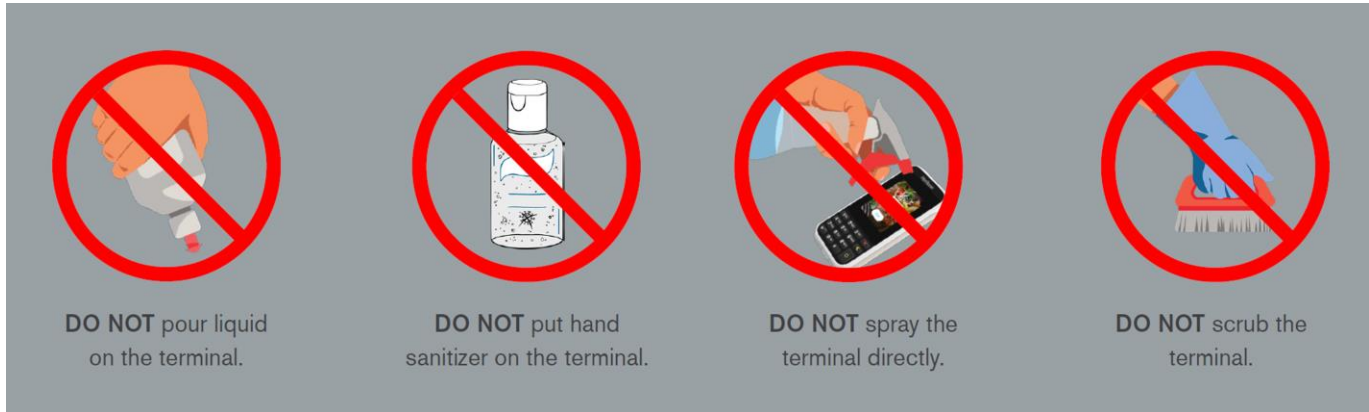 DO NOT pour liquid
on the terminal.
DO NOT put hand
sanitizer on the terminal.
DO NOT spray the
terminal directly.
DO NOT scrub the
terminal.